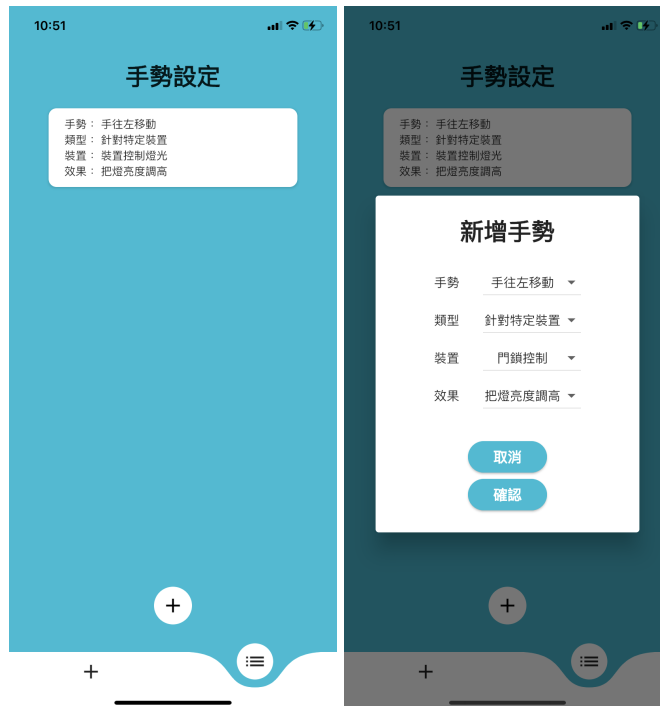 10:51
手勢設定
手勢： 手往左移動
類型： 針對特定裝置
裝置： 裝置控制燈光
效果： 把燈亮度調高
10:51
手勢設定
手勢： 手往左移動
類型： 針對特定裝置
裝置： 裝置控制燈光
效果： 把燈亮度調高
新增手勢
手勢 手往左移動
類型 針對特定裝置
裝置 門鎖控制
效果 把燈亮度調高
取消
確認